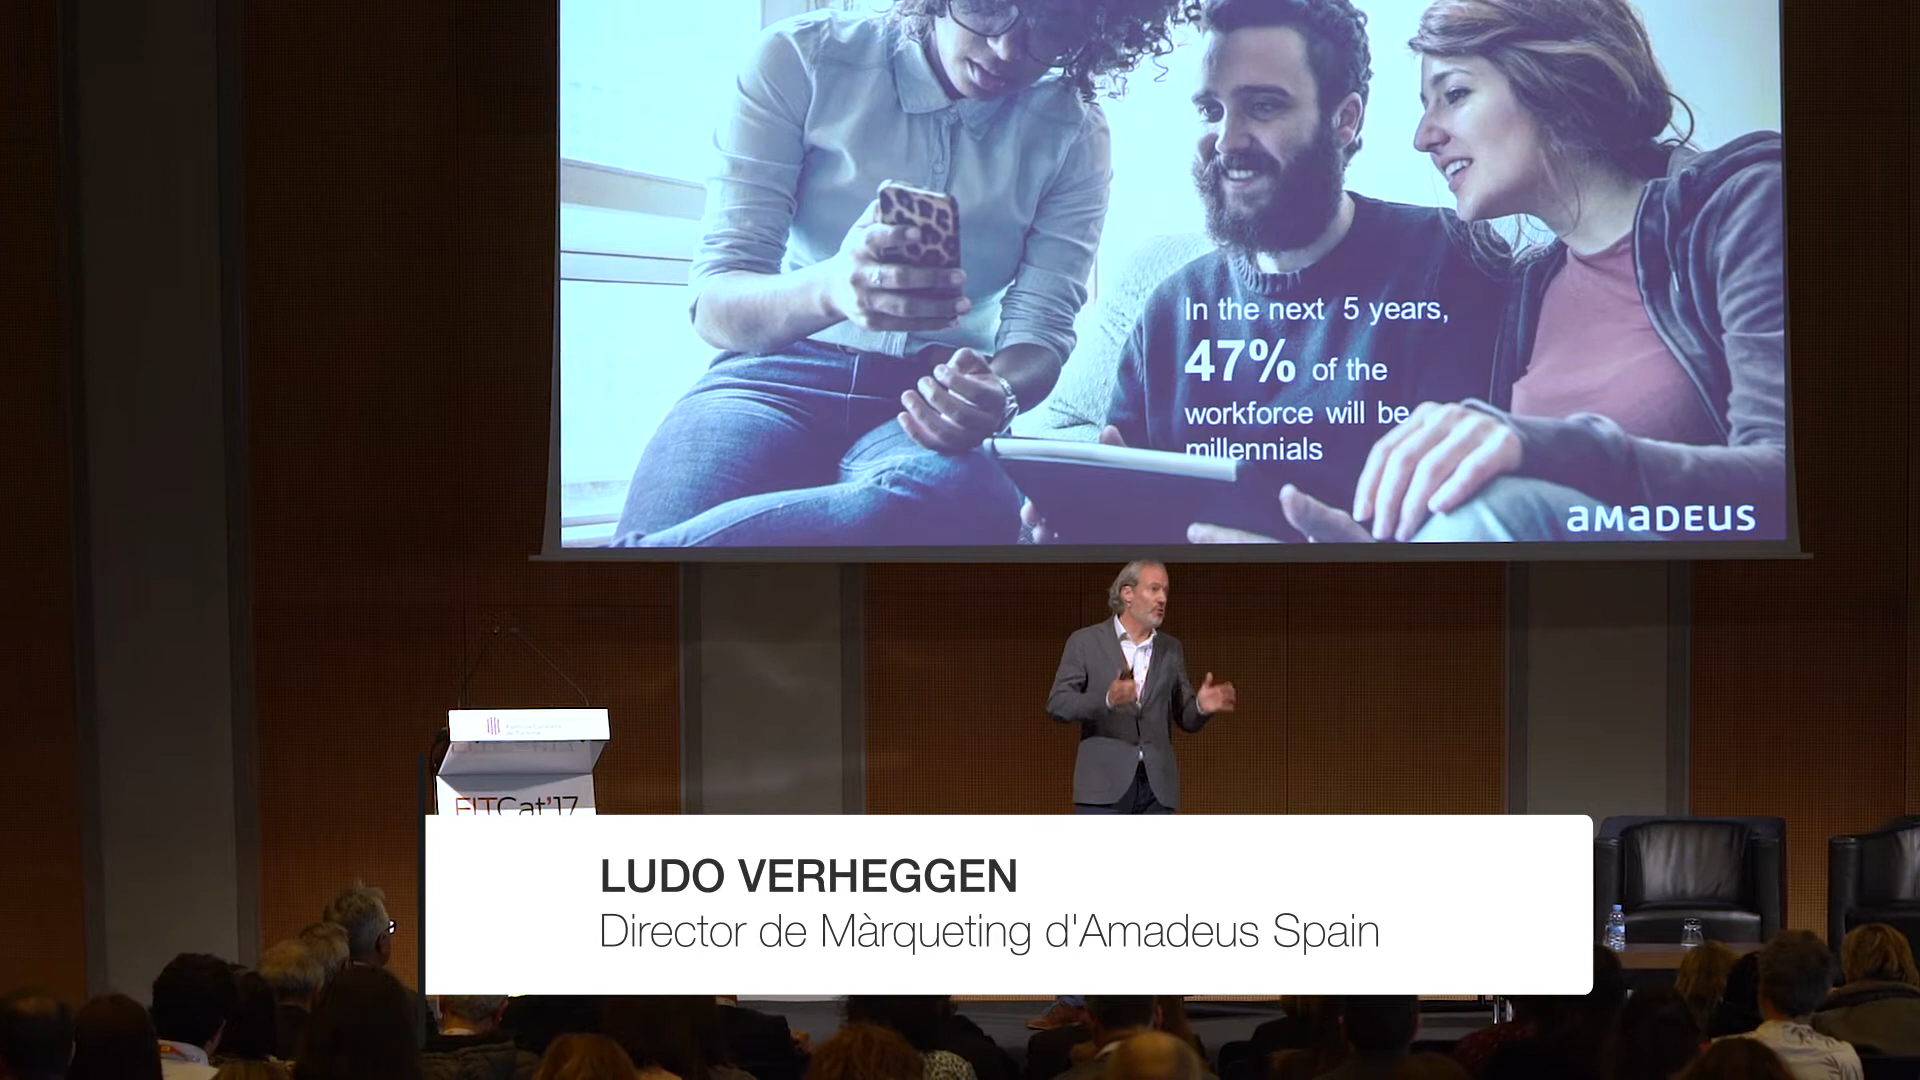 In the next 5 years,
47% of the
workforce will be
millennials
aMaDEUS
FITCat'17
LUDO VERHEGGEN
Director de Màrqueting d'Amadeus Spain